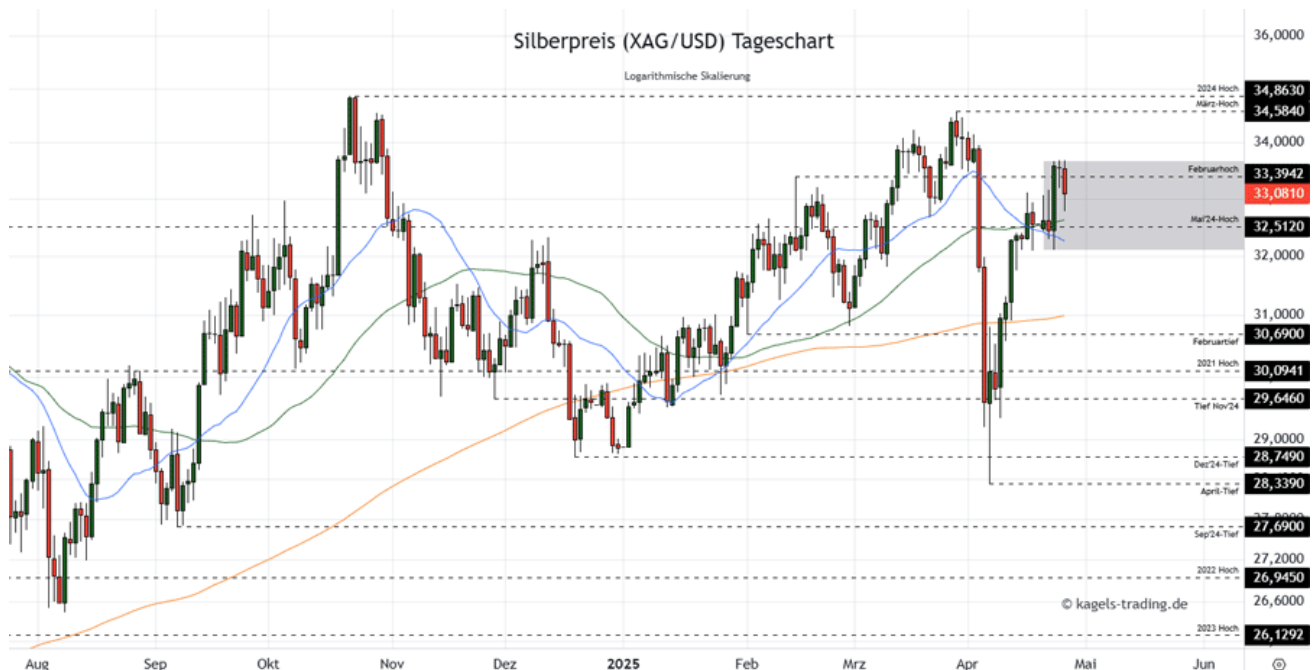 Silberpreis (XAG/USD) Tageschart
Logarithmische Skalierung
36,0000
2024 Hoch
34,8630
März-Hoch
34,5840
34,0000
Februarhoch
33,3942
33,0810
Mai'24-Hoch
32,5120
32,0000
31,0000
30,6900
Februartief
2021 Hoch
30,0941
29,6460
Tief Nov'24
29,0000
28,7490
Dez'24-Tief
28,3390
April-Tief
27,6900
Sep'24-Tief
27,2000
2022 Hoch
26,9450
26,6000
© kagels-trading.de
2023 Hoch
26,1292
Aug Sep Okt Nov Dez 2025 Feb Mrz Apr Mai Jun